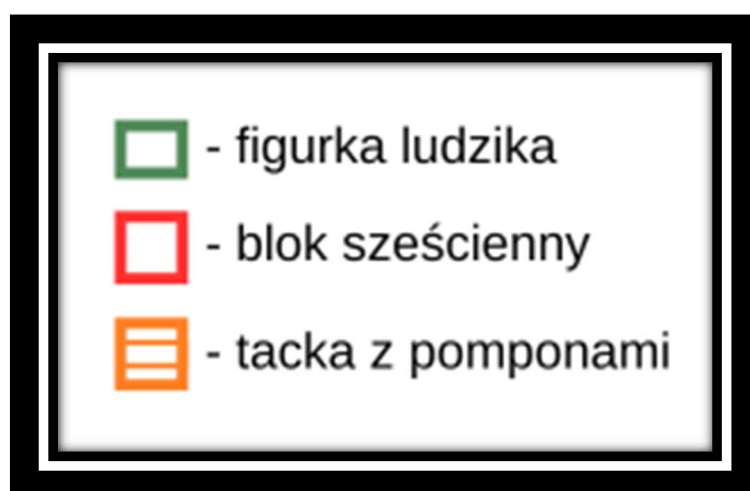 - figurka ludzika
- blok sześcienny
- tacka z pomponami